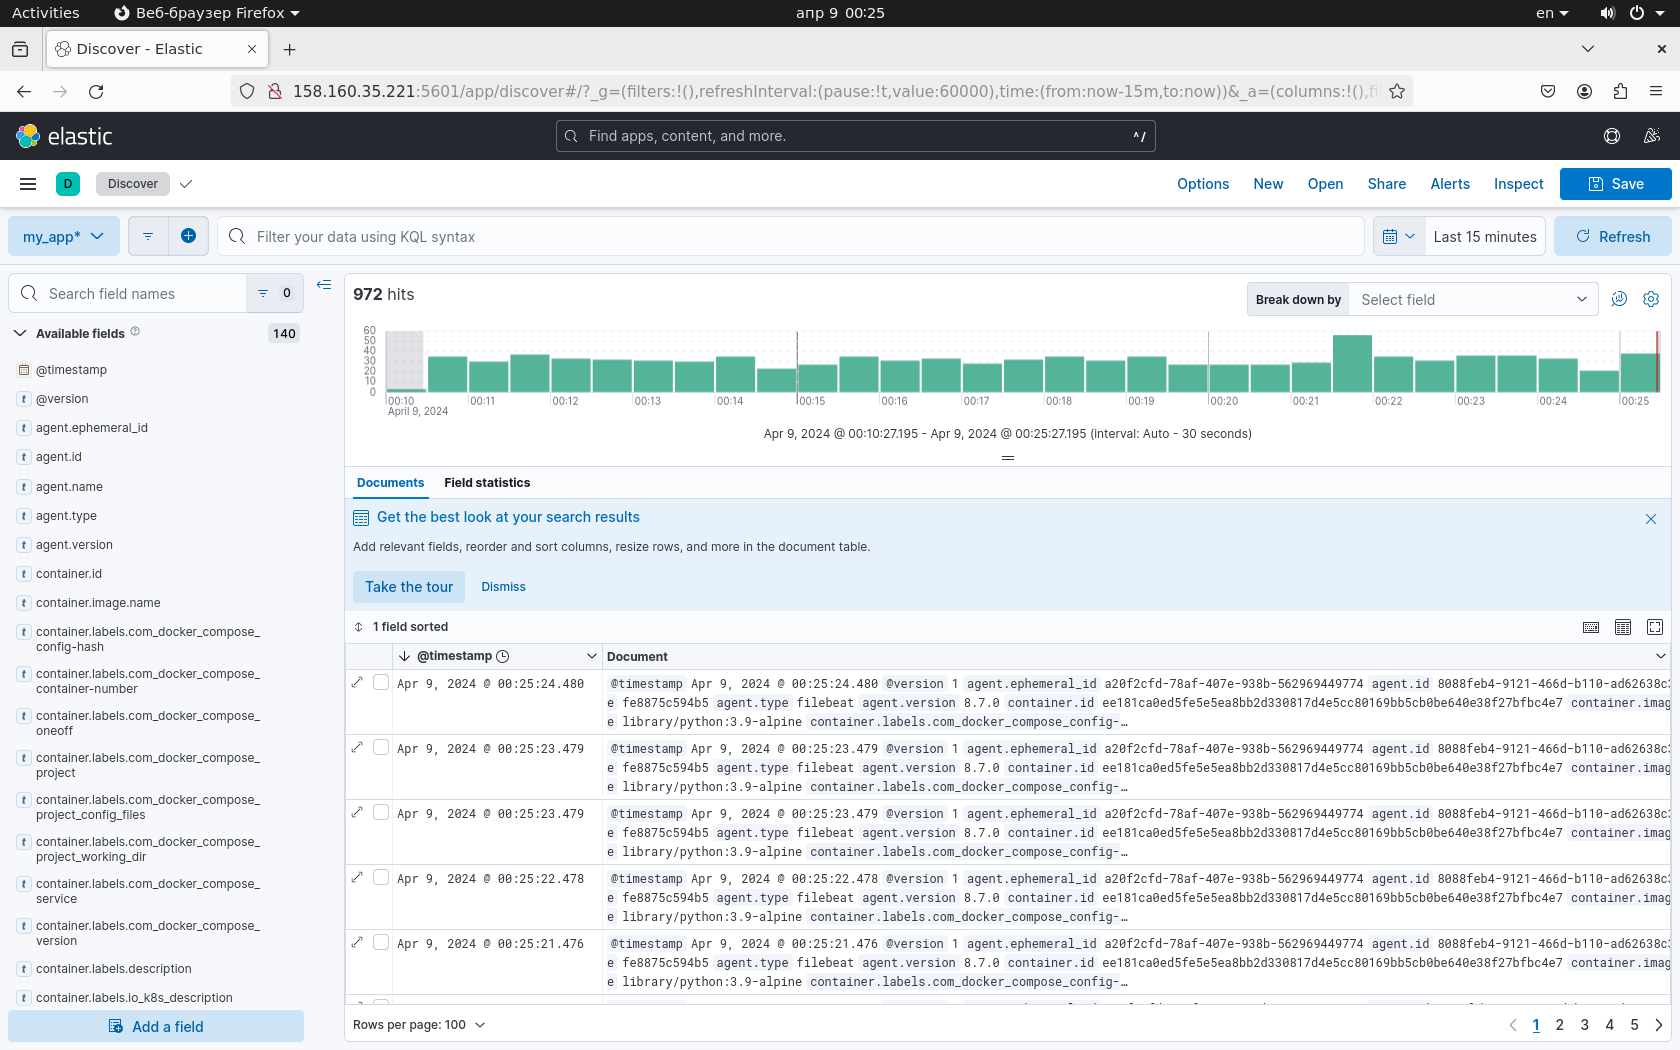 Activities
Веб-браузер Firefox
апр 9 00:25
en
Discover - Elastic
158.160.35.221:5601/app/discover#/?_g=(filters:!(),refreshInterval:(pause:!t,value:60000),time:(from:now-15m,to:now))&_a=(columns:!(),fi
elastic
Find apps, content, and more.
^/
D
Discover
Options
New
Open
Share
Alerts
Inspect
Save
my_app*
Filter your data using KQL syntax
Last 15 minutes
Refresh
Search field names
0
Available fields
140
@timestamp
@version
agent.ephemeral_id
agent.id
agent.name
agent.type
agent.version
container.id
container.image.name
container.labels.com_docker_compose_
config-hash
container.labels.com_docker_compose_
container-number
container.labels.com_docker_compose_
oneoff
container.labels.com_docker_compose_
project
container.labels.com_docker_compose_
project_config_files
container.labels.com_docker_compose_
project_working_dir
container.labels.com_docker_compose_
service
container.labels.com_docker_compose_
version
container.labels.description
container.labels.io_k8s_description
Add a field
972 hits
Break down by
Select field
60
50
40
30
20
10
0
00:10
00:11
00:12
00:13
00:14
00:15
00:16
00:17
00:18
00:19
00:20
00:21
00:22
00:23
00:24
00:25
April 9, 2024
Apr 9, 2024 @ 00:10:27.195 - Apr 9, 2024 @ 00:25:27.195 (interval: Auto - 30 seconds)
Documents
Field statistics
Get the best look at your search results
Add relevant fields, reorder and sort columns, resize rows, and more in the document table.
Take the tour
Dismiss
1 field sorted
@timestamp
Document
Apr 9, 2024 @ 00:25:24.480
@timestamp Apr 9, 2024 @ 00:25:24.480 @version 1 agent.ephemeral_id a20f2cfd-78af-407e-938b-562969449774 agent.id 8088feb4-9121-466d-b110-ad62638c3
e fe8875c594b5 agent.type filebeat agent.version 8.7.0 container.id ee181ca0ed5fe5e5ea8bb2d330817d4e5cc80169bb5cb0be640e38f27bfbc4e7 container.imag
e library/python:3.9-alpine container.labels.com_docker_compose_config-…
Apr 9, 2024 @ 00:25:23.479
@timestamp Apr 9, 2024 @ 00:25:23.479 @version 1 agent.ephemeral_id a20f2cfd-78af-407e-938b-562969449774 agent.id 8088feb4-9121-466d-b110-ad62638c3
e fe8875c594b5 agent.type filebeat agent.version 8.7.0 container.id ee181ca0ed5fe5e5ea8bb2d330817d4e5cc80169bb5cb0be640e38f27bfbc4e7 container.imag
e library/python:3.9-alpine container.labels.com_docker_compose_config-…
Apr 9, 2024 @ 00:25:23.479
@timestamp Apr 9, 2024 @ 00:25:23.479 @version 1 agent.ephemeral_id a20f2cfd-78af-407e-938b-562969449774 agent.id 8088feb4-9121-466d-b110-ad62638c3
e fe8875c594b5 agent.type filebeat agent.version 8.7.0 container.id ee181ca0ed5fe5e5ea8bb2d330817d4e5cc80169bb5cb0be640e38f27bfbc4e7 container.imag
e library/python:3.9-alpine container.labels.com_docker_compose_config-…
Apr 9, 2024 @ 00:25:22.478
@timestamp Apr 9, 2024 @ 00:25:22.478 @version 1 agent.ephemeral_id a20f2cfd-78af-407e-938b-562969449774 agent.id 8088feb4-9121-466d-b110-ad62638c3
e fe8875c594b5 agent.type filebeat agent.version 8.7.0 container.id ee181ca0ed5fe5e5ea8bb2d330817d4e5cc80169bb5cb0be640e38f27bfbc4e7 container.imag
e library/python:3.9-alpine container.labels.com_docker_compose_config-…
Apr 9, 2024 @ 00:25:21.476
@timestamp Apr 9, 2024 @ 00:25:21.476 @version 1 agent.ephemeral_id a20f2cfd-78af-407e-938b-562969449774 agent.id 8088feb4-9121-466d-b110-ad62638c3
e fe8875c594b5 agent.type filebeat agent.version 8.7.0 container.id ee181ca0ed5fe5e5ea8bb2d330817d4e5cc80169bb5cb0be640e38f27bfbc4e7 container.imag
e library/python:3.9-alpine container.labels.com_docker_compose_config-…
Rows per page: 100
1 2 3 4 5